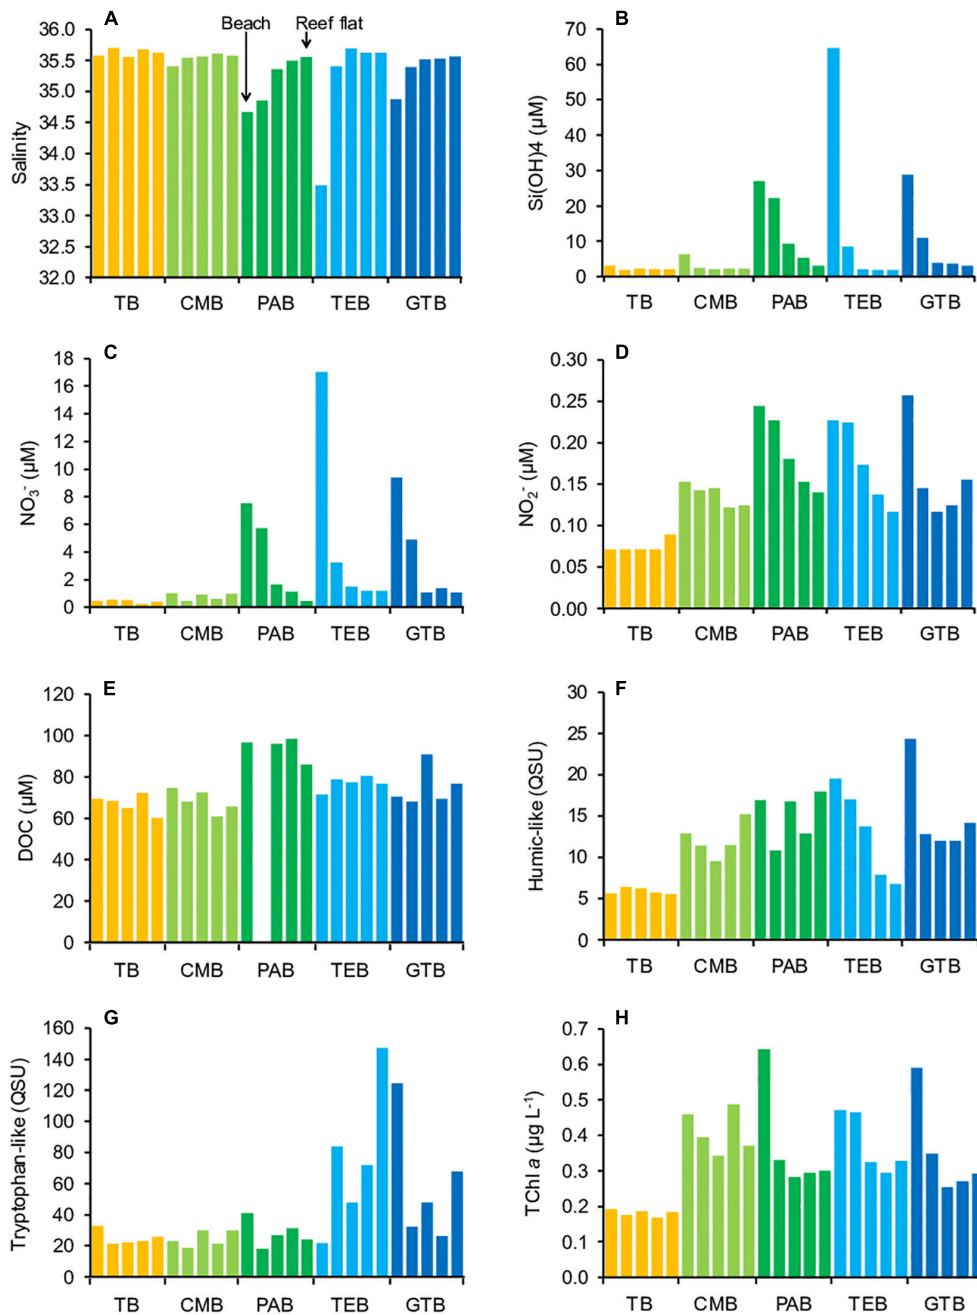 A
Beach
Reef flat
36.0
35.5
35.0
34.5
34.0
33.5
33.0
32.5
32.0
Salinity
TB CMB PAB TEB GTB
B
70
60
50
40
30
20
10
0
Si(OH)4 (µM)
TB CMB PAB TEB GTB
C
18
16
14
12
10
8
6
4
2
0
NO3- (µM)
TB CMB PAB TEB GTB
D
0.30
0.25
0.20
0.15
0.10
0.05
0.00
NO2- (µM)
TB CMB PAB TEB GTB
E
120
100
80
60
40
20
0
DOC (µM)
TB CMB PAB TEB GTB
F
30
25
20
15
10
5
0
Humic-like (QSU)
TB CMB PAB TEB GTB
G
160
140
120
100
80
60
40
20
0
Tryptophan-like (QSU)
TB CMB PAB TEB GTB
H
0.7
0.6
0.5
0.4
0.3
0.2
0.1
0.0
TChl a (µg L-1)
TB CMB PAB TEB GTB